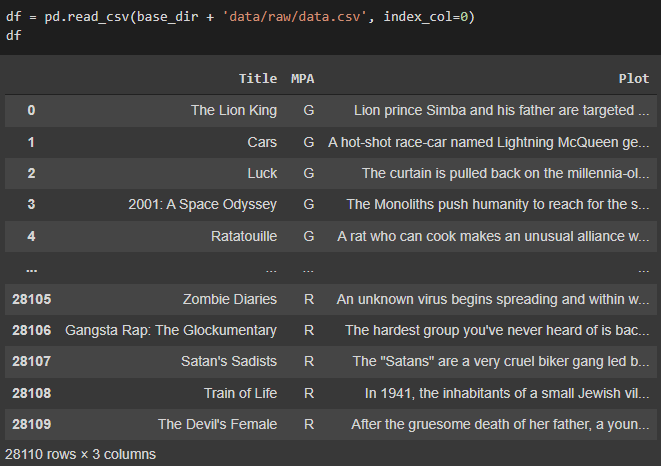 df = pd.read_csv(base_dir + 'data/raw/data.csv', index_col=0)
df
Title MPA Plot
0 The Lion King G Lion prince Simba and his father are targeted ...
1 Cars G A hot-shot race-car named Lightning McQueen ge...
2 Luck G The curtain is pulled back on the millennia-ol...
3 2001: A Space Odyssey G The Monoliths push humanity to reach for the s...
4 Ratatouille G A rat who can cook makes an unusual alliance w...
... ... ... ...
28105 Zombie Diaries R An unknown virus begins spreading and within w...
28106 Gangsta Rap: The Glockumentary R The hardest group you've never heard of is bac...
28107 Satan's Sadists R The "Satans" are a very cruel biker gang led b...
28108 Train of Life R In 1941, the inhabitants of a small Jewish vil...
28109 The Devil's Female R After the gruesome death of her father, a youn...
28110 rows × 3 columns